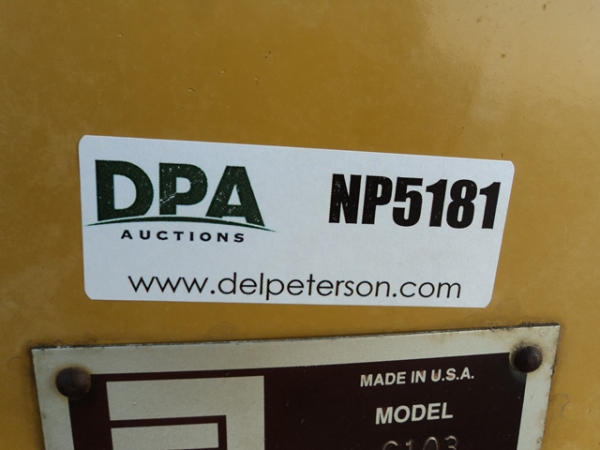 DPA
AUCTIONS
NP5181
www.delpeterson.com
MADE IN U.S.A.
MODEL